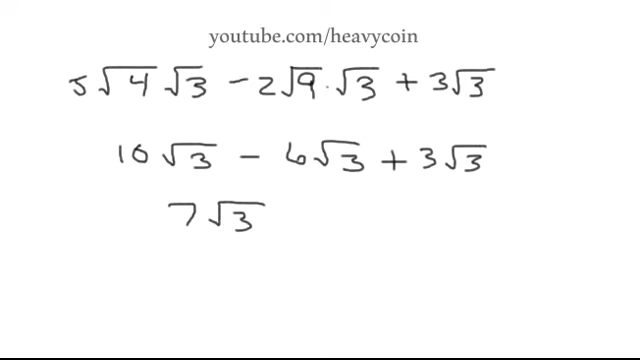 youtube.com/heavycoin
5√4 √3 - 2√9 · √3 + 3√3
10√3 - 6√3 + 3√3
7√3